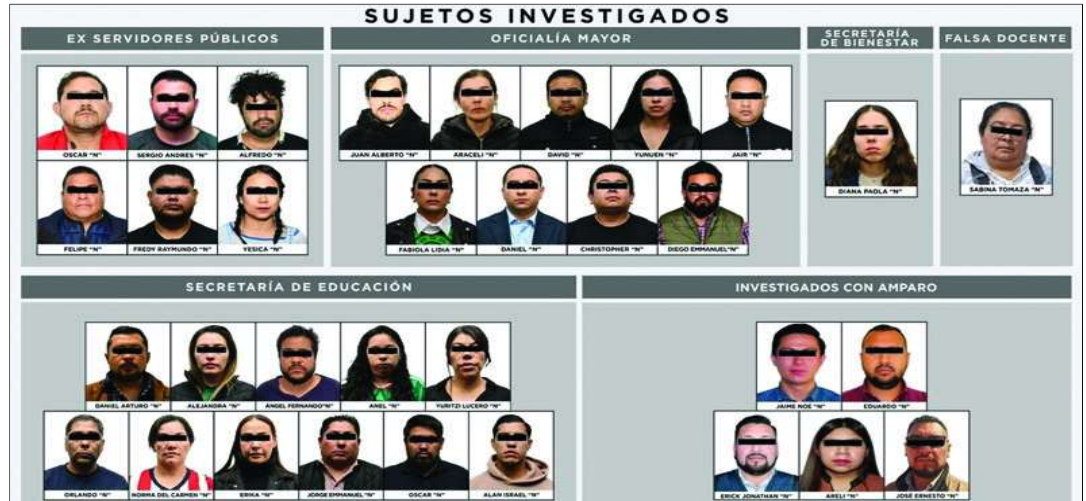 SUJETOS INVESTIGADOS
EX SERVIDORES PÚBLICOS
OSCAR "N"
SERGIO ANDRES "N"
ALFREDO "N"
FELIPE "N"
FREDY RAYMUNDO "N"
YESICA "N"
OFICIALÍA MAYOR
JUAN ALBERTO "N"
ARACELI "N"
DAVID "N"
YUNUEN "N"
JAIR "N"
FABIOLA LIDIA "N"
DANIEL "N"
CHRISTOPHER "N"
DIEGO EMMANUEL"N"
SECRETARÍA
DE BIENESTAR
DIANA PAOLA "N"
FALSA DOCENTE
SABINA TOMAZA "N"
SECRETARÍA DE EDUCACIÓN
DANIEL ARTURO "N"
ALEJANDRA "N"
ÁNGEL FERNANDO"N"
ANEL "N"
YURITZI LUCERO "N"
ORLANDO "N"
NORMA DEL CARMEN "N"
ERIKA "N"
JORGE EMMANUEL "N"
OSCAR "N"
ALAN ISRAEL "N"
INVESTIGADOS CON AMPARO
JAIME NOE "N"
EDUARDO "N"
ERICK JONATHAN "N"
ARELI "N"
JOSÉ ERNESTO "N"